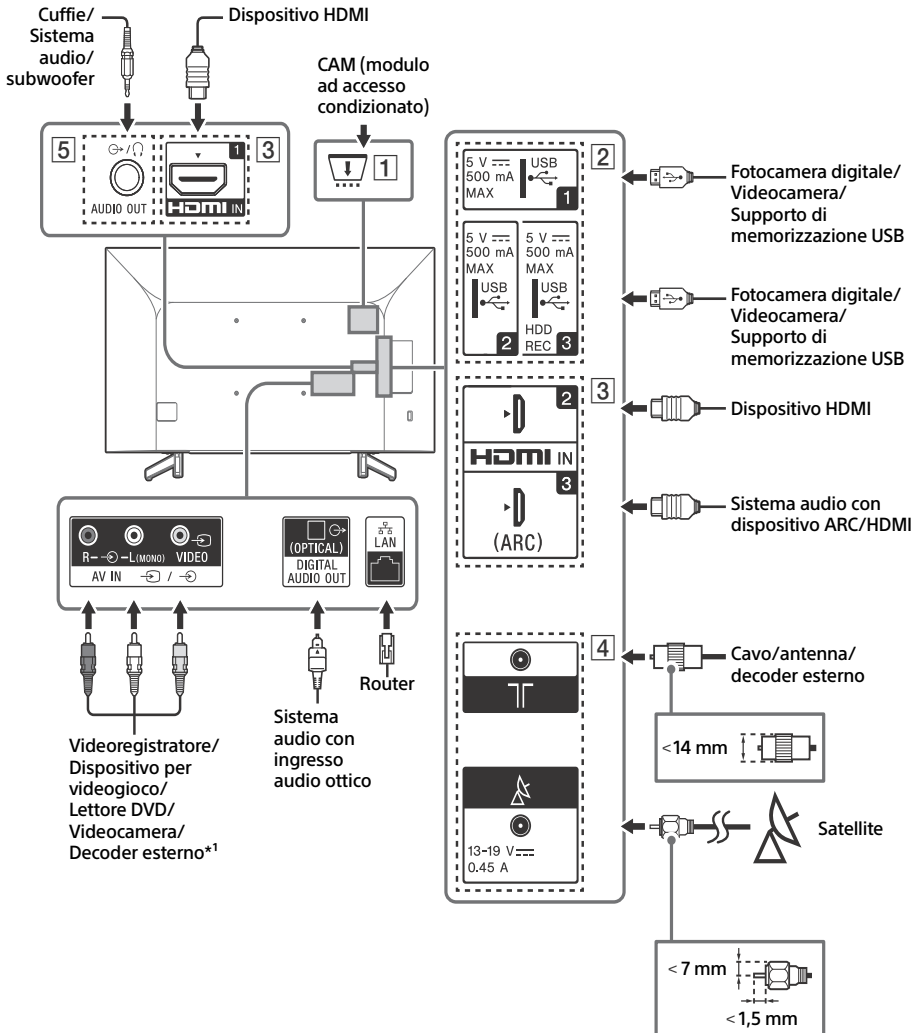 Cuffie/
Sistema
audio/
subwoofer
Dispositivo HDMI
CAM (modulo
ad accesso
condizionato)
5
AUDIO OUT
1
HDMI IN
3
1
2
5 V
500 mA
MAX
USB
1
Fotocamera digitale/
Videocamera/
Supporto di
memorizzazione USB
5 V
500 mA
MAX
USB
2
5 V
500 mA
MAX
USB
HDD
REC 3
Fotocamera digitale/
Videocamera/
Supporto di
memorizzazione USB
3
2
HDMI IN
3
(ARC)
Dispositivo HDMI
Sistema audio con
dispositivo ARC/HDMI
R- -L(MONO) VIDEO
AV IN /
(OPTICAL)
DIGITAL
AUDIO OUT
LAN
Router
Sistema
audio con
ingresso
audio ottico
Videoregistratore/
Dispositivo per
videogioco/
Lettore DVD/
Videocamera/
Decoder esterno*1
4
Cavo/antenna/
decoder esterno
<14 mm
13-19 V
0.45 A
Satellite
<7 mm
<1,5 mm